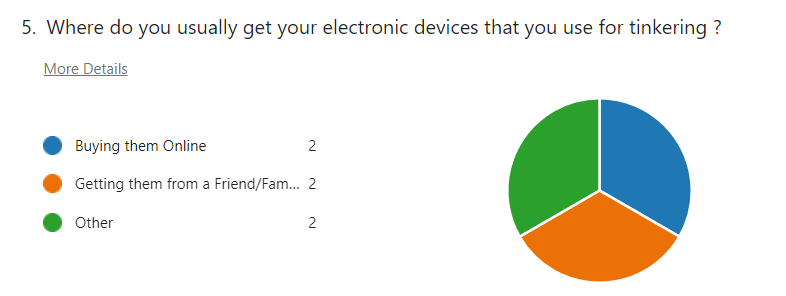 5. Where do you usually get your electronic devices that you use for tinkering ?
More Details
Buying them Online 2
Getting them from a Friend/Fam... 2
Other 2